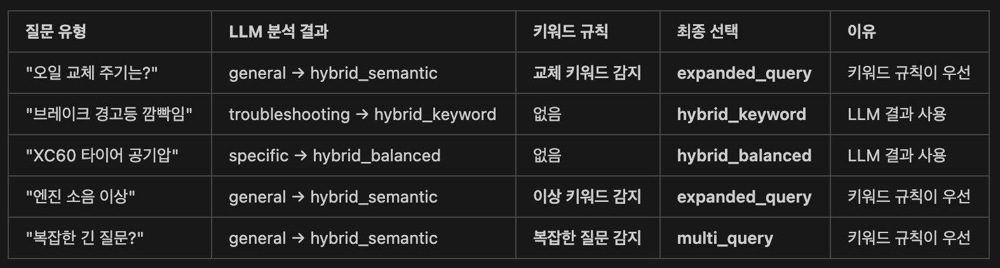 질문 유형 LLM 분석 결과 키워드 규칙 최종 선택 이유
"오일 교체 주기는?" general → hybrid_semantic 교체 키워드 감지 expanded_query 키워드 규칙이 우선
"브레이크 경고등 깜빡임" troubleshooting → hybrid_keyword 없음 hybrid_keyword LLM 결과 사용
"XC60 타이어 공기압" specific → hybrid_balanced 없음 hybrid_balanced LLM 결과 사용
"엔진 소음 이상" general → hybrid_semantic 이상 키워드 감지 expanded_query 키워드 규칙이 우선
"복잡한 긴 질문?" general → hybrid_semantic 복잡한 질문 감지 multi_query 키워드 규칙이 우선